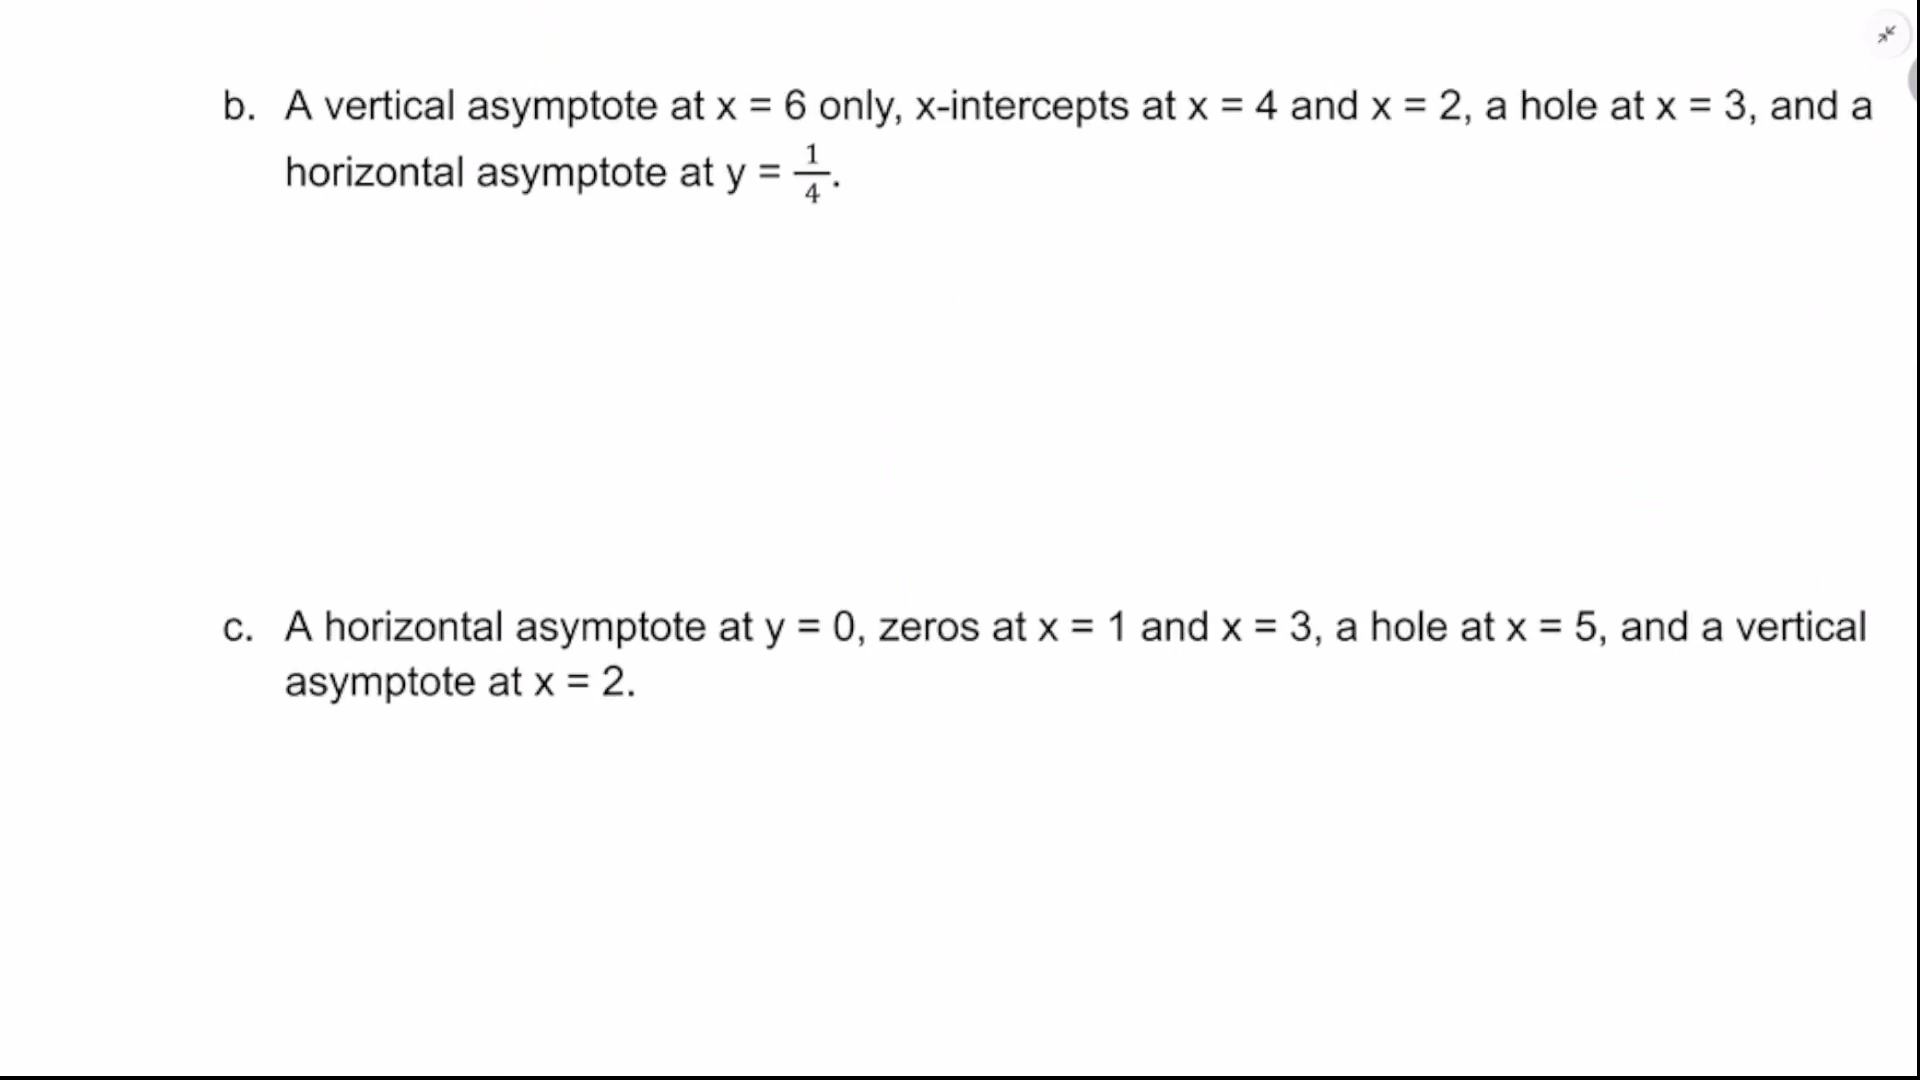 b. A vertical asymptote at x = 6 only, x-intercepts at x = 4 and x = 2, a hole at x = 3, and a
horizontal asymptote at y = 1/4.
c. A horizontal asymptote at y = 0, zeros at x = 1 and x = 3, a hole at x = 5, and a vertical
asymptote at x = 2.